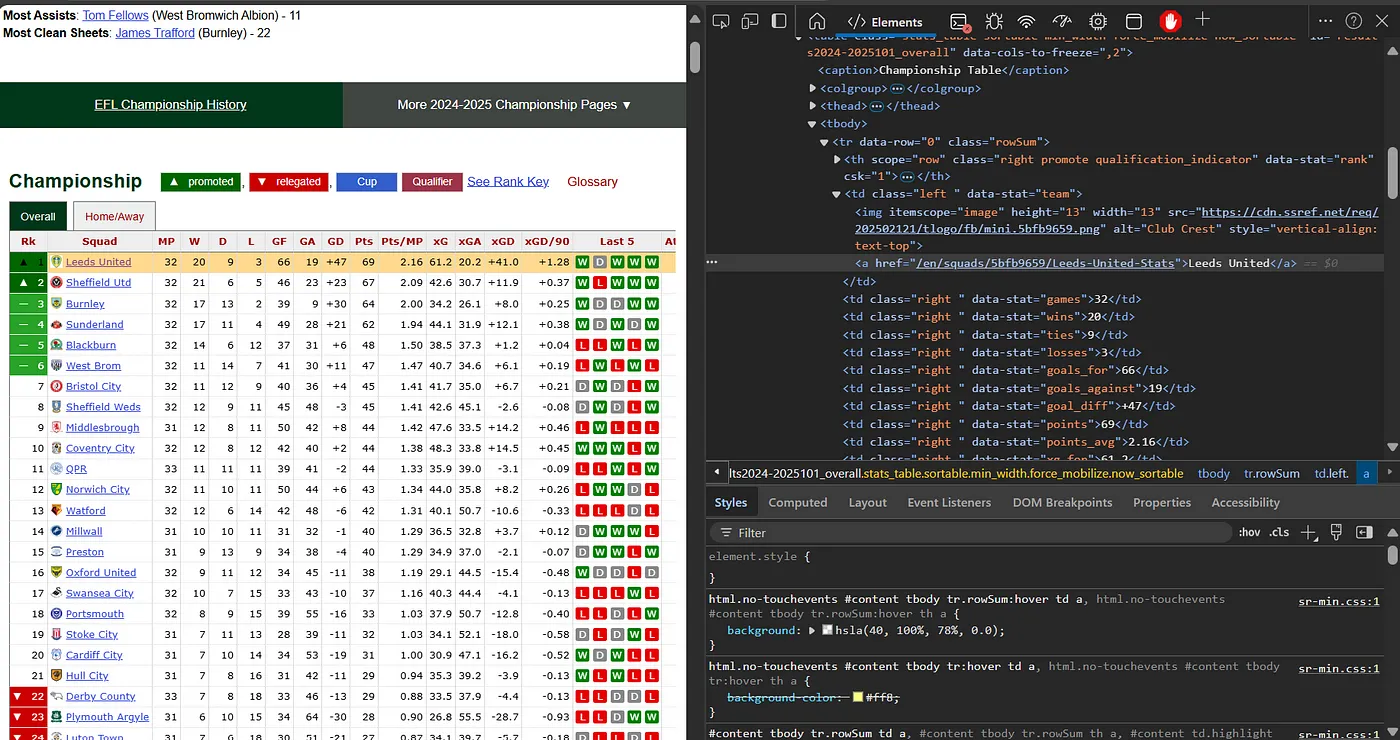 Most Assists: Tom Fellows (West Bromwich Albion) - 11
Most Clean Sheets: James Trafford (Burnley) - 22
EFL Championship History
More 2024-2025 Championship Pages ▼
Championship ▲ promoted, ▼ relegated, Cup Qualifier See Rank Key Glossary
Overall Home/Away
Rk Squad MP W D L GF GA GD Pts Pts/MP xG xGA xGD xGD/90 Last 5
▲ 1 Leeds United 32 20 9 3 66 19 +47 69 2.16 61.2 20.2 +41.0 +1.28 W D W W W
▲ 2 Sheffield Utd 32 21 6 5 46 23 +23 67 2.09 42.6 30.7 +11.9 +0.37 W L W W W
— 3 Burnley 32 17 13 2 39 9 +30 64 2.00 34.2 26.1 +8.0 +0.25 W D D W W
— 4 Sunderland 32 17 11 4 49 28 +21 62 1.94 44.1 31.9 +12.1 +0.38 W D W D W
— 5 Blackburn 32 14 6 12 37 31 +6 48 1.50 38.5 37.3 +1.2 +0.04 L L W L W
— 6 West Brom 32 11 14 7 41 30 +11 47 1.47 40.7 34.6 +6.1 +0.19 L W L W L
7 Bristol City 32 11 12 9 40 36 +4 45 1.41 41.7 35.0 +6.7 +0.21 D W D L W
8 Sheffield Weds 32 12 9 11 45 48 -3 45 1.41 42.6 45.1 -2.6 -0.08 D W D L W
9 Middlesbrough 31 12 8 11 50 42 +8 44 1.42 47.6 33.5 +14.2 +0.46 L W L L L
10 Coventry City 32 12 8 12 42 40 +2 44 1.38 48.3 33.8 +14.5 +0.45 W W W L W
11 QPR 33 11 11 11 39 41 -2 44 1.33 35.9 39.0 -3.1 -0.09 L L W L W
12 Norwich City 32 11 10 11 50 44 +6 43 1.34 44.0 35.8 +8.2 +0.26 L W W D L
13 Watford 32 12 6 14 42 48 -6 42 1.31 40.1 50.7 -10.6 -0.33 L L L D L
14 Millwall 31 10 10 11 31 32 -1 40 1.29 36.5 32.8 +3.7 +0.12 D W W W L
15 Preston 31 9 13 9 34 38 -4 40 1.29 34.9 37.0 -2.1 -0.07 D W W L W
16 Oxford United 32 9 11 12 34 45 -11 38 1.19 29.1 44.5 -15.4 -0.48 W D D L D
17 Swansea City 32 10 7 15 33 43 -10 37 1.16 40.3 44.4 -4.1 -0.13 L L L W L
18 Portsmouth 32 8 9 15 39 55 -16 33 1.03 37.9 50.7 -12.8 -0.40 L L D L W
19 Stoke City 31 7 11 13 28 39 -11 32 1.03 34.1 52.1 -18.0 -0.58 D L D W L
20 Cardiff City 31 7 10 14 34 53 -19 31 1.00 30.9 47.1 -16.2 -0.52 W D W L L
21 Hull City 31 7 8 16 31 42 -11 29 0.94 35.3 39.2 -3.9 -0.13 L W L W L
▼ 22 Derby County 33 7 8 18 33 46 -13 29 0.88 33.5 37.9 -4.4 -0.13 L L D D L
▼ 23 Plymouth Argyle 31 6 10 15 34 64 -30 28 0.90 26.8 55.5 -28.7 -0.93 L L D W W
Elements
s2024-2025101_overall" data-cols-to-freeze=",2">
<caption>Championship Table</caption>
<colgroup>…</colgroup>
<thead>…</thead>
<tbody>
<tr data-row="0" class="rowSum">
<th scope="row" class="right promote qualification_indicator" data-stat="rank"
csk="1">…</th>
<td class="left " data-stat="team">
<img itemscope="image" height="13" width="13" src="https://cdn.ssref.net/req/
202502121/tlogo/fb/mini.5bfb9659.png" alt="Club Crest" style="vertical-align:
text-top">
<a href="/en/squads/5bfb9659/Leeds-United-Stats">Leeds United</a> == $0
</td>
<td class="right " data-stat="games">32</td>
<td class="right " data-stat="wins">20</td>
<td class="right " data-stat="ties">9</td>
<td class="right " data-stat="losses">3</td>
<td class="right " data-stat="goals_for">66</td>
<td class="right " data-stat="goals_against">19</td>
<td class="right " data-stat="goal_diff">+47</td>
<td class="right " data-stat="points">69</td>
<td class="right " data-stat="points_avg">2.16</td>
lts2024-2025101_overall.stats_table.sortable.min_width.force_mobilize.now_sortable tbody tr.rowSum td.left. a
Styles Computed Layout Event Listeners DOM Breakpoints Properties Accessibility
Filter :hov .cls
element.style {
}
html.no-touchevents #content tbody tr.rowSum:hover td a, html.no-touchevents sr-min.css:1
#content tbody tr.rowSum:hover th a {
background: hsla(40, 100%, 78%, 0.0);
}
html.no-touchevents #content tbody tr:hover td a, html.no-touchevents #content tbody sr-min.css:1
tr:hover th a {
background-color: #ff8;
}
#content tbody tr.rowSum td a, #content tbody tr.rowSum th a, #content td.highlight sr-min.css:1